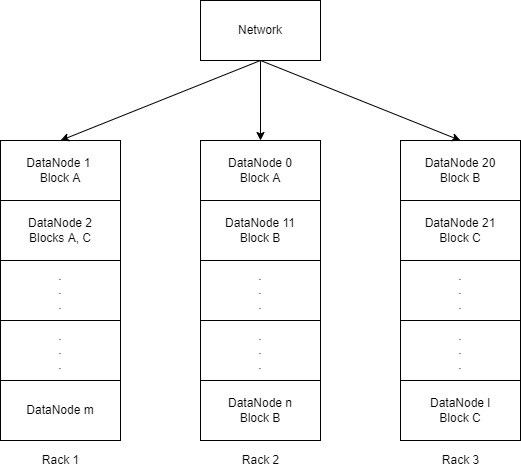 Network
DataNode 1
Block A
DataNode 2
Blocks A, C
.
.
.
.
.
.
DataNode m
Rack 1
DataNode 0
Block A
DataNode 11
Block B
.
.
.
.
.
.
DataNode n
Block B
Rack 2
DataNode 20
Block B
DataNode 21
Block C
.
.
.
.
.
.
DataNode l
Block C
Rack 3